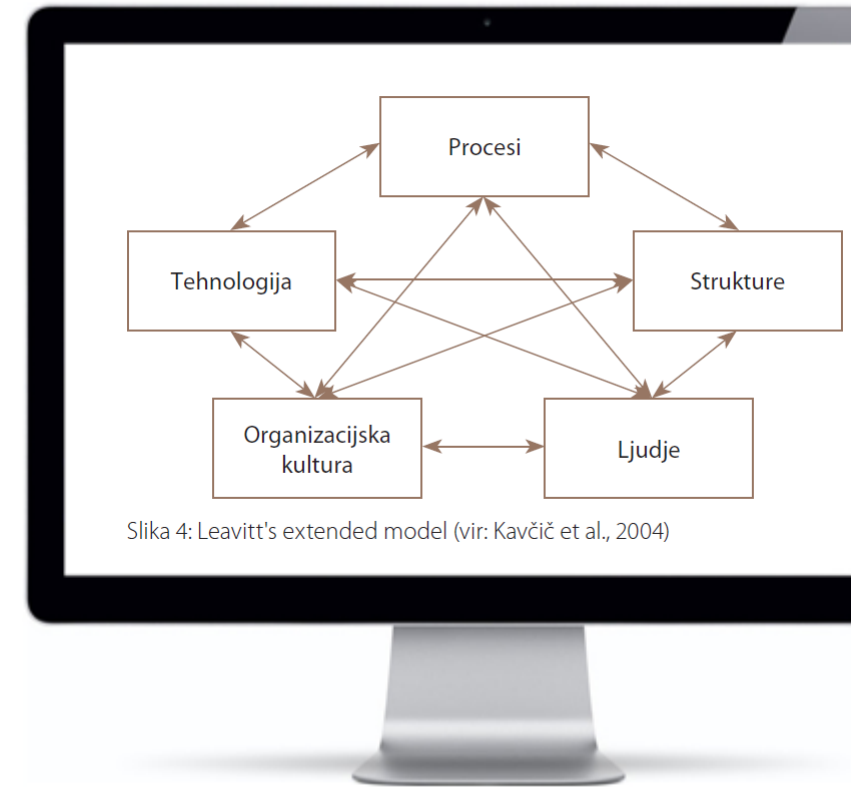 Procesi
Tehnologija
Strukture
Organizacijska
kultura
Ljudje
Slika 4: Leavitt's extended model (vir: Kavčič et al., 2004)